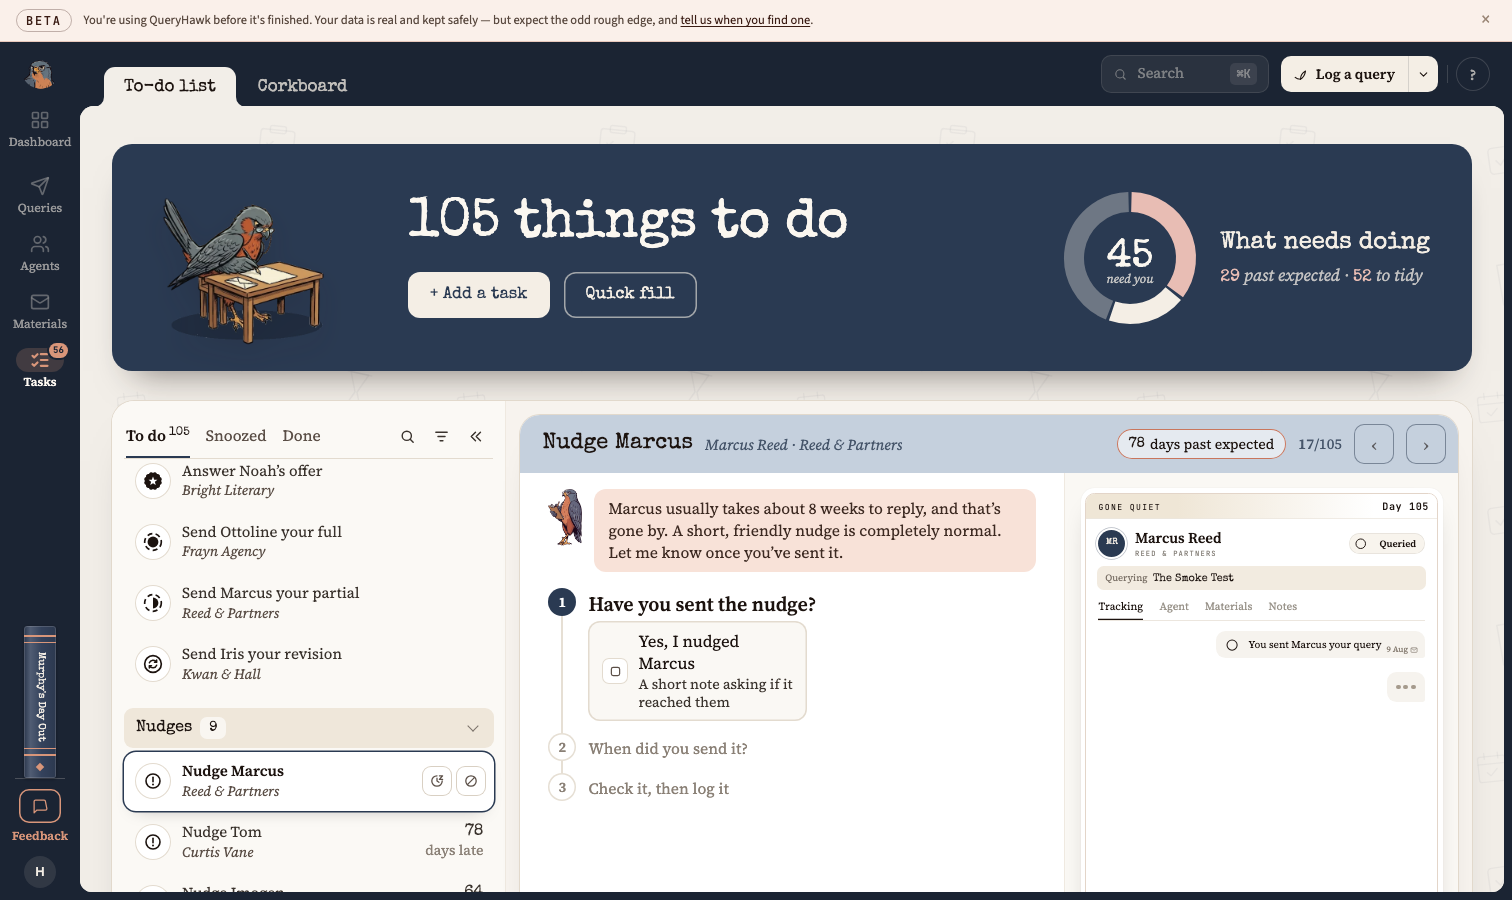 BETA
You're using QueryHawk before it's finished. Your data is real and kept safely — but expect the odd rough edge, and tell us when you find one.
×
To-do list
Corkboard
Search
⌘K
Log a query
?
Dashboard
Queries
Agents
Materials
56
Tasks
Murphy's Day Out
Feedback
H
105 things to do
+ Add a task
Quick fill
45
need you
What needs doing
29 past expected · 52 to tidy
To do 105
Snoozed
Done
Answer Noah's offer
Bright Literary
Send Ottoline your full
Frayn Agency
Send Marcus your partial
Reed & Partners
Send Iris your revision
Kwan & Hall
Nudges 9
Nudge Marcus
Reed & Partners
Nudge Tom
Curtis Vane
78
days late
Nudge Imogen
64
Nudge Marcus
Marcus Reed · Reed & Partners
78 days past expected
17/105
Marcus usually takes about 8 weeks to reply, and that's
gone by. A short, friendly nudge is completely normal.
Let me know once you've sent it.
1
Have you sent the nudge?
Yes, I nudged
Marcus
A short note asking if it
reached them
2
When did you send it?
3
Check it, then log it
GONE QUIET
Day 105
MR
Marcus Reed
REED & PARTNERS
Queried
Querying The Smoke Test
Tracking
Agent
Materials
Notes
You sent Marcus your query
9 Aug